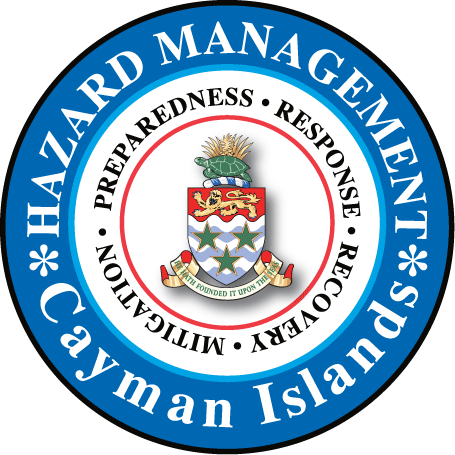 *HAZARD MANAGEMENT*
Cayman Islands
PREPAREDNESS • RESPONSE • RECOVERY • MITIGATION •
HE HATH FOUNDED IT UPON THE SEAS